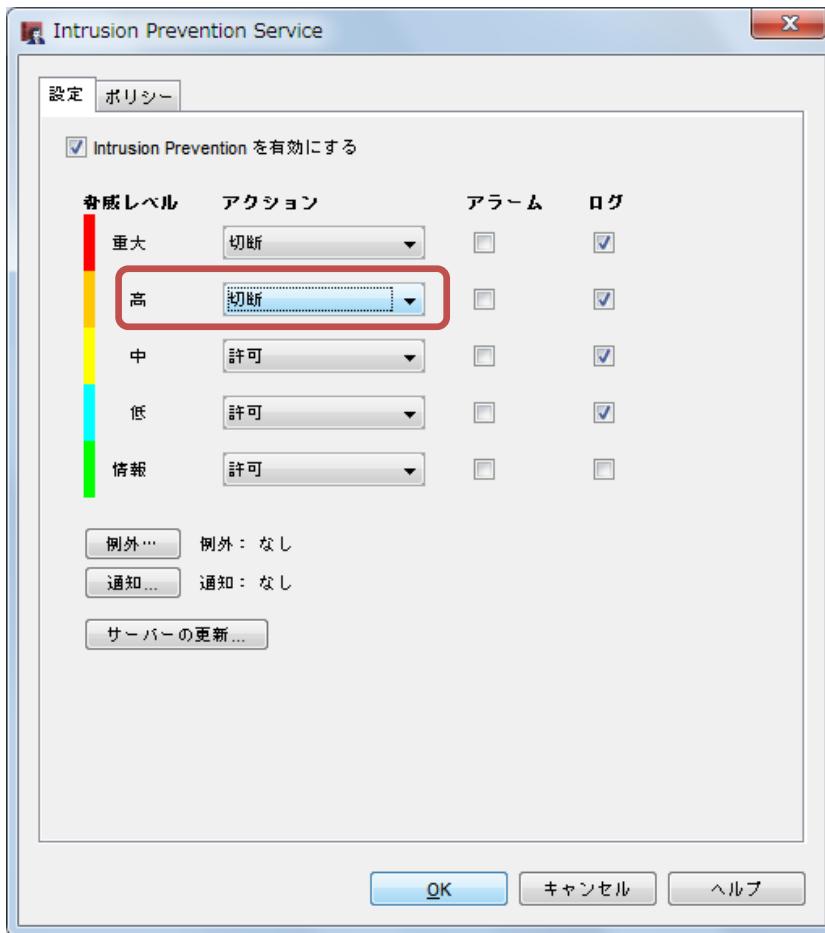 Intrusion Prevention Service
設定 ポリシー
Intrusion Prevention を有効にする
脅威レベル アクション アラーム ログ
重大 切断
高 切断
中 許可
低 許可
情報 許可
例外… 例外： なし
通知... 通知： なし
サーバーの更新...
OK キャンセル ヘルプ